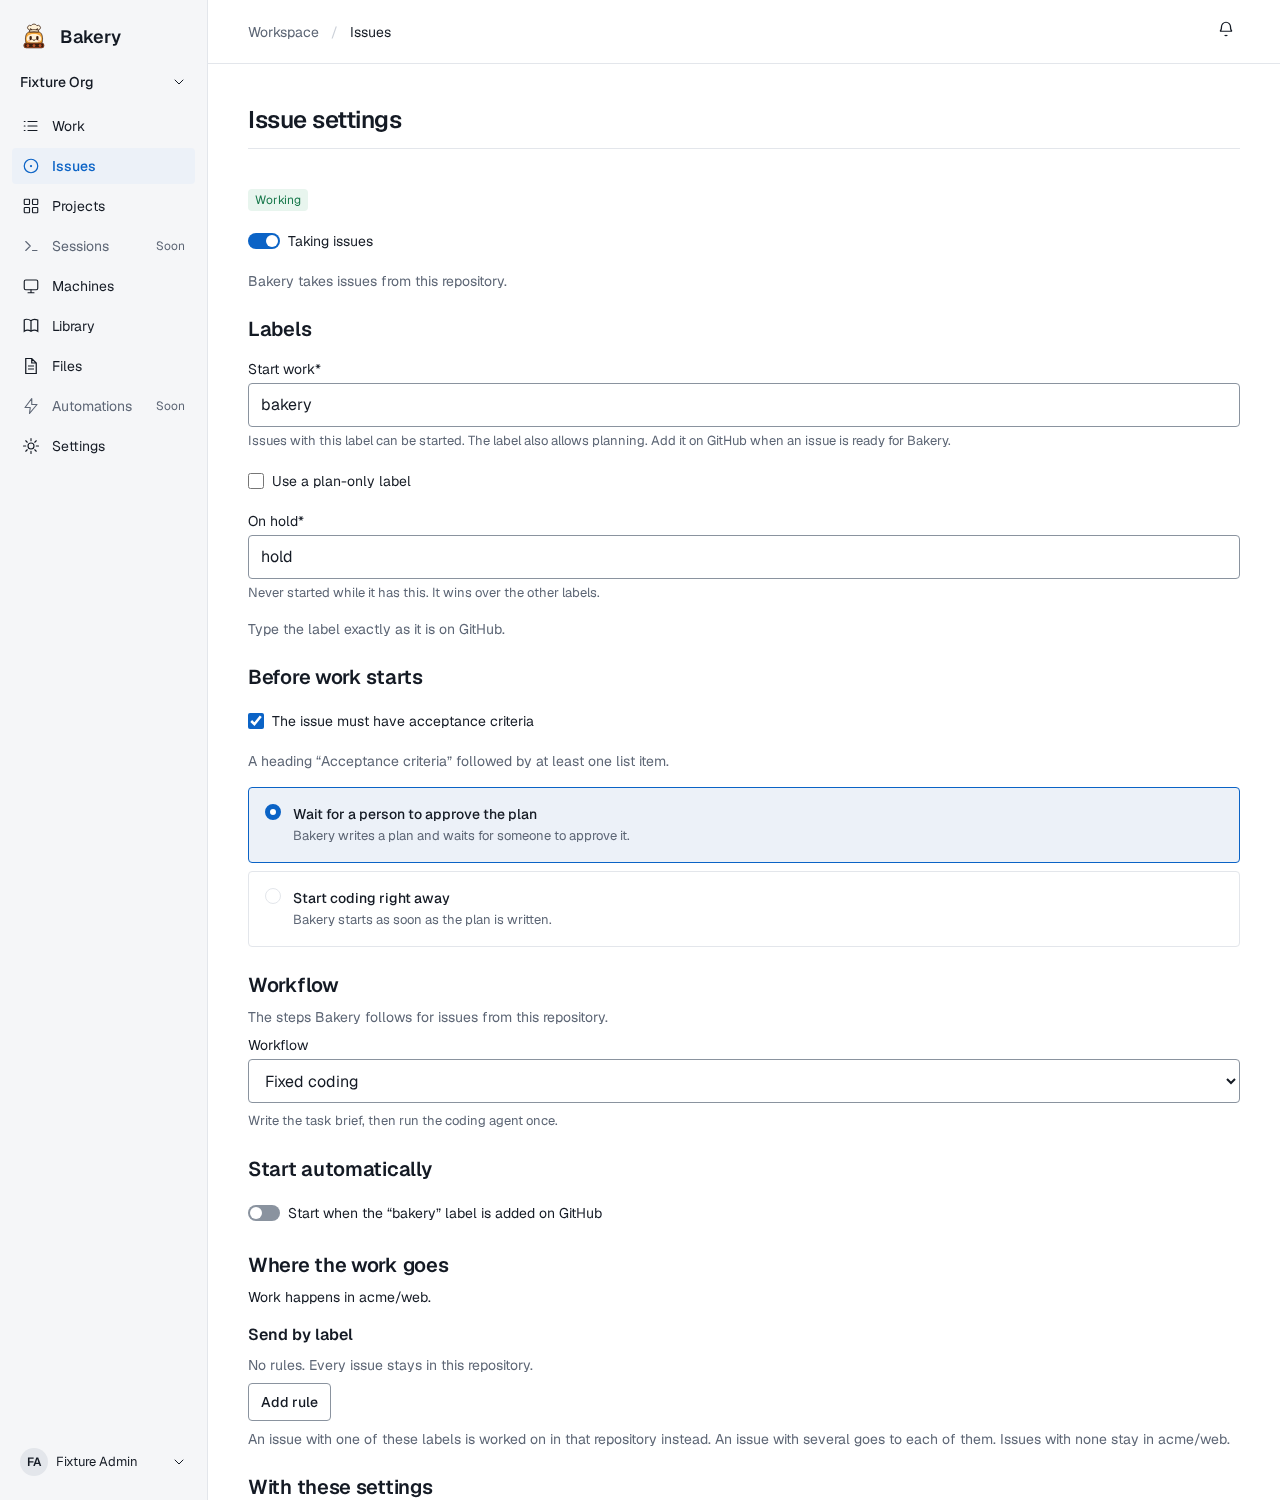 Bakery
Fixture Org
Work
Issues
Projects
Sessions Soon
Machines
Library
Files
Automations Soon
Settings
FA Fixture Admin
Workspace / Issues
Issue settings
Working
Taking issues
Bakery takes issues from this repository.
Labels
Start work*
bakery
Issues with this label can be started. The label also allows planning. Add it on GitHub when an issue is ready for Bakery.
Use a plan-only label
On hold*
hold
Never started while it has this. It wins over the other labels.
Type the label exactly as it is on GitHub.
Before work starts
The issue must have acceptance criteria
A heading “Acceptance criteria” followed by at least one list item.
Wait for a person to approve the plan
Bakery writes a plan and waits for someone to approve it.
Start coding right away
Bakery starts as soon as the plan is written.
Workflow
The steps Bakery follows for issues from this repository.
Workflow
Fixed coding
Write the task brief, then run the coding agent once.
Start automatically
Start when the “bakery” label is added on GitHub
Where the work goes
Work happens in acme/web.
Send by label
No rules. Every issue stays in this repository.
Add rule
An issue with one of these labels is worked on in that repository instead. An issue with several goes to each of them. Issues with none stay in acme/web.
With these settings